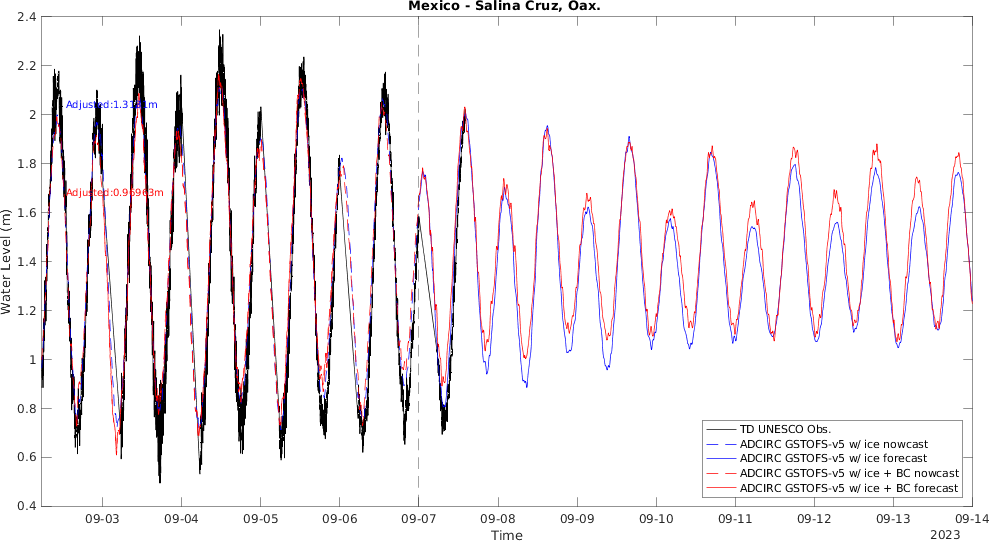 Mexico - Salina Cruz, Oax.
2.4
2.2
2
1.8
1.6
1.4
1.2
1
0.8
0.6
0.4
Water Level (m)
Adjusted:0.96963m
TD UNESCO Obs.
ADCIRC GSTOFS-v5 w/ ice nowcast
ADCIRC GSTOFS-v5 w/ ice forecast
ADCIRC GSTOFS-v5 w/ ice + BC nowcast
ADCIRC GSTOFS-v5 w/ ice + BC forecast
09-03 09-04 09-05 09-06 09-07 09-08 09-09 09-10 09-11 09-12 09-13 09-14
Time
2023